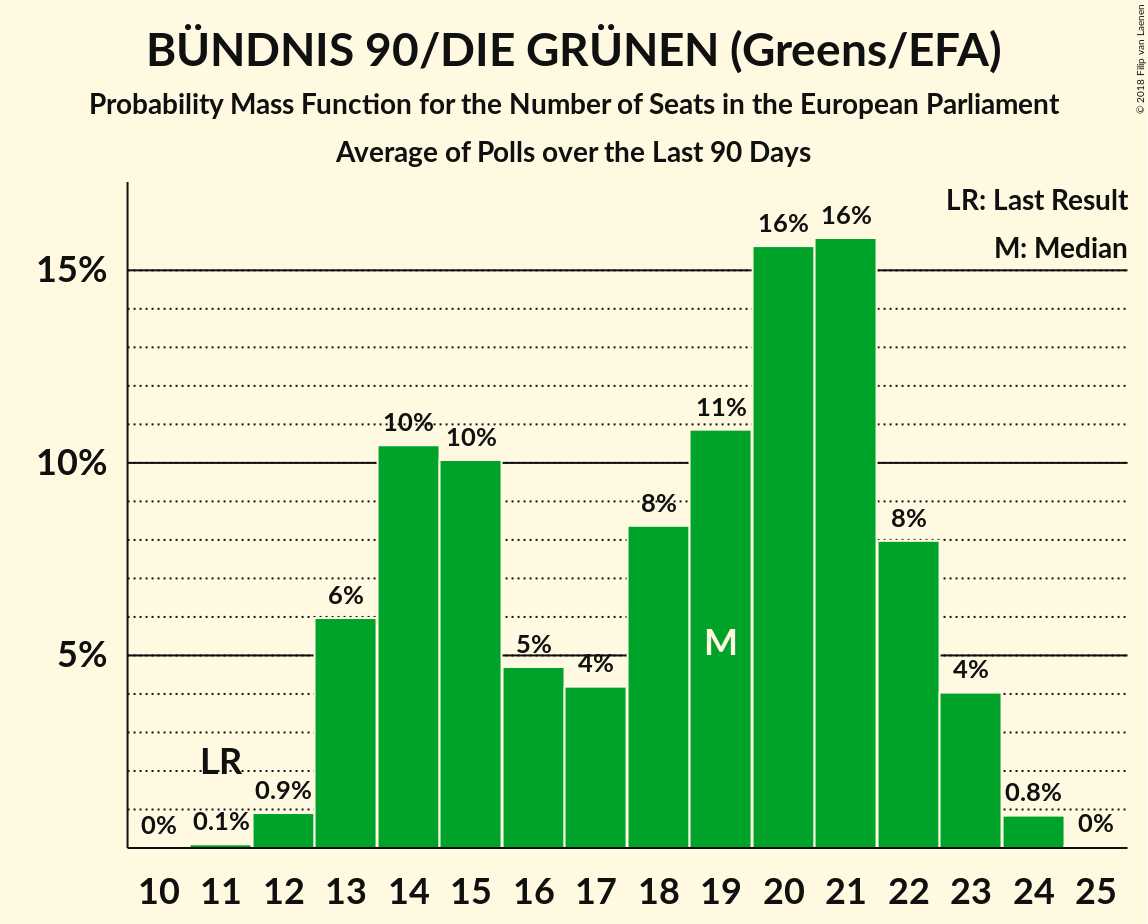 BÜNDNIS 90/DIE GRÜNEN (Greens/EFA)
Probability Mass Function for the Number of Seats in the European Parliament
Average of Polls over the Last 90 Days
© 2018 Filip van Laenen
LR: Last Result
M: Median
15%
10%
5%
0%
0.1%
0.9%
6%
10%
10%
5%
4%
8%
11%
16%
16%
8%
4%
0.8%
0%
LR
M
10 11 12 13 14 15 16 17 18 19 20 21 22 23 24 25